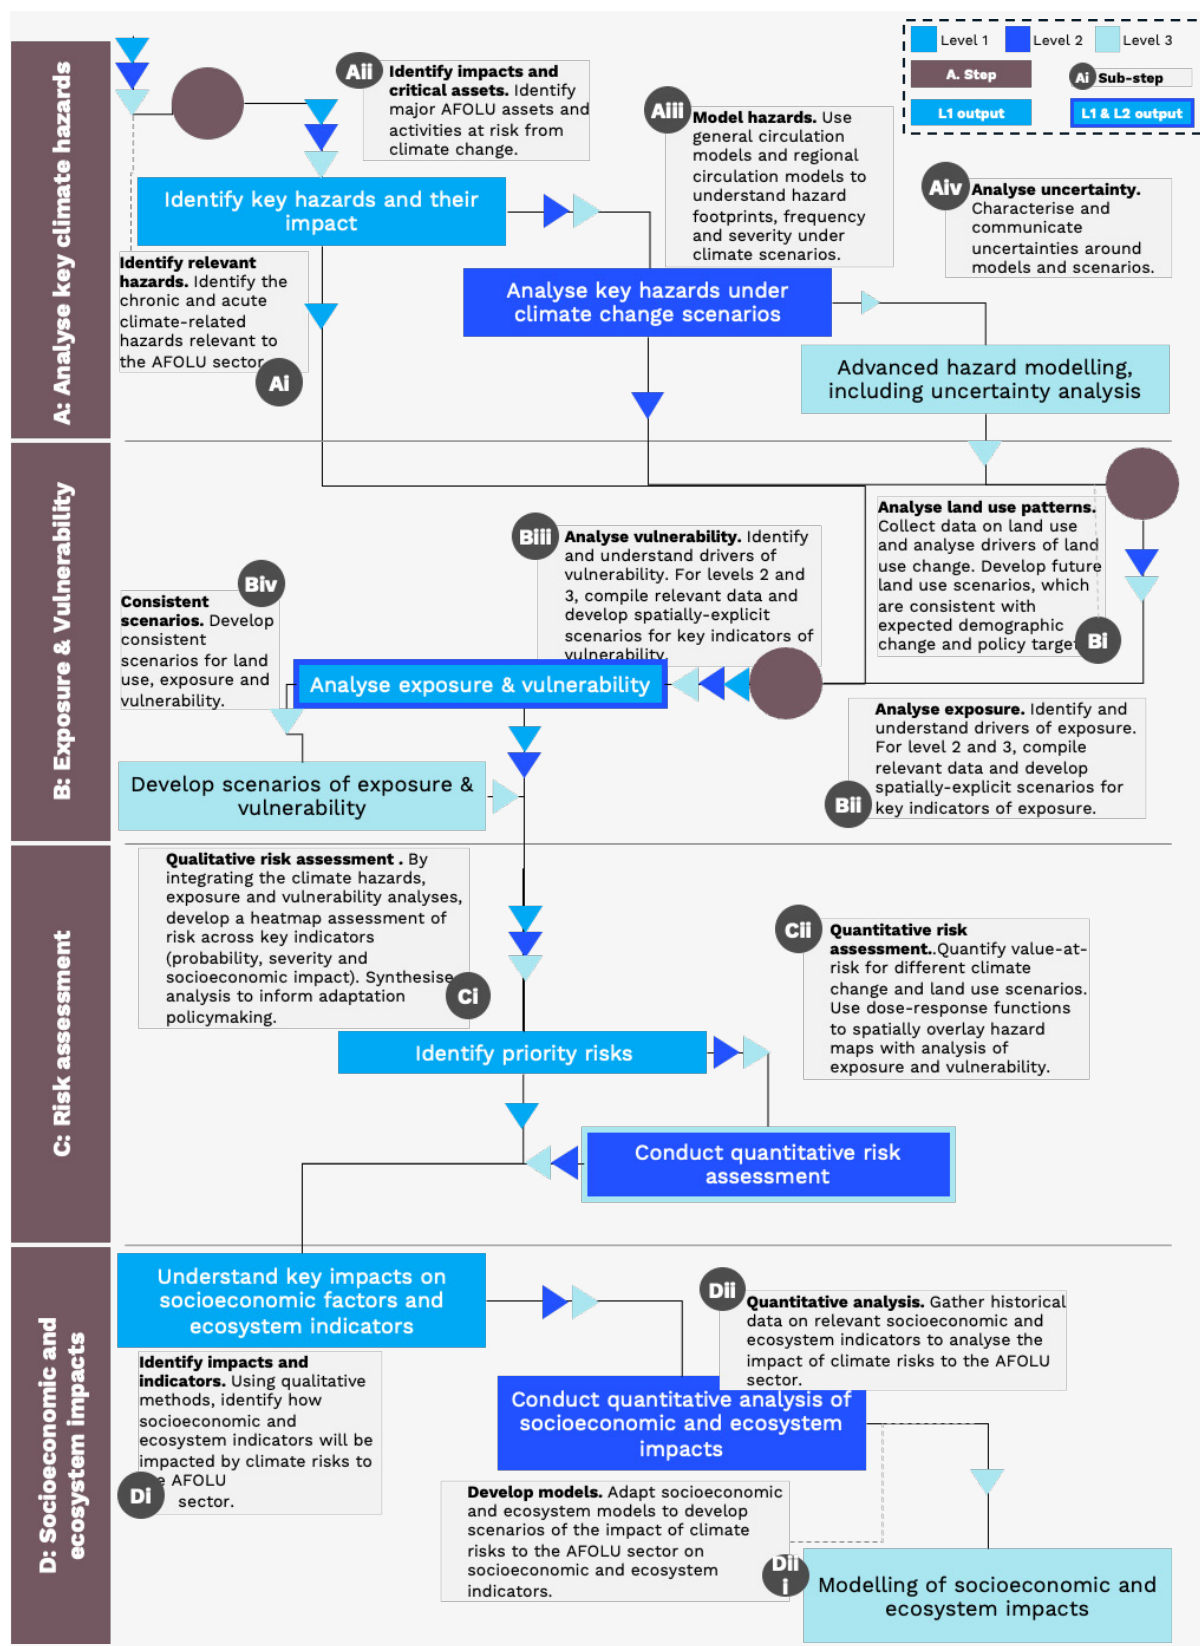 Level 1
Level 2
Level 3
A. Step
Ai
Sub-step
L1 output
L1 & L2 output
A: Analyse key climate hazards
Aii
Identify impacts and
critical assets. Identify
major AFOLU assets and
activities at risk from
climate change.
Aiii
Model hazards. Use
general circulation
models and regional
circulation models to
understand hazard
footprints, frequency
and severity under
climate scenarios.
Aiv
Analyse uncertainty.
Characterise and
communicate
uncertainties around
models and scenarios.
Identify key hazards and their
impact
Identify relevant
hazards. Identify the
chronic and acute
climate-related
hazards relevant to
the AFOLU sector
Ai
Analyse key hazards under
climate change scenarios
Advanced hazard modelling,
including uncertainty analysis
B: Exposure & Vulnerability
Analyse land use patterns.
Collect data on land use
and analyse drivers of land
use change. Develop future
land use scenarios, which
are consistent with
expected demographic
change and policy target
Bi
Biii
Analyse vulnerability. Identify
and understand drivers of
vulnerability. For levels 2 and
3, compile relevant data and
develop spatially-explicit
scenarios for key indicators of
vulnerability.
Biv
Consistent
scenarios. Develop
consistent
scenarios for land
use, exposure and
vulnerability.
Analyse exposure & vulnerability
Analyse exposure. Identify and
understand drivers of exposure.
For level 2 and 3, compile
relevant data and develop
spatially-explicit scenarios for
key indicators of exposure.
Bii
Develop scenarios of exposure &
vulnerability
C: Risk assessment
Qualitative risk assessment . By
integrating the climate hazards,
exposure and vulnerability analyses,
develop a heatmap assessment of
risk across key indicators
(probability, severity and
socioeconomic impact). Synthesise
analysis to inform adaptation
policymaking.
Ci
Cii
Quantitative risk
assessment..Quantify value-at-
risk for different climate
change and land use scenarios.
Use dose-response functions
to spatially overlay hazard
maps with analysis of
exposure and vulnerability.
Identify priority risks
Conduct quantitative risk
assessment
D: Socioeconomic and
ecosystem impacts
Understand key impacts on
socioeconomic factors and
ecosystem indicators
Dii
Quantitative analysis. Gather historical
data on relevant socioeconomic and
ecosystem indicators to analyse the
impact of climate risks to the AFOLU
sector.
Identify impacts and
indicators. Using qualitative
methods, identify how
socioeconomic and
ecosystem indicators will be
impacted by climate risks to
AFOLU
sector.
Di
Conduct quantitative analysis of
socioeconomic and ecosystem
impacts
Develop models. Adapt socioeconomic
and ecosystem models to develop
scenarios of the impact of climate
risks to the AFOLU sector on
socioeconomic and ecosystem
indicators.
Dii
i
Modelling of socioeconomic and
ecosystem impacts